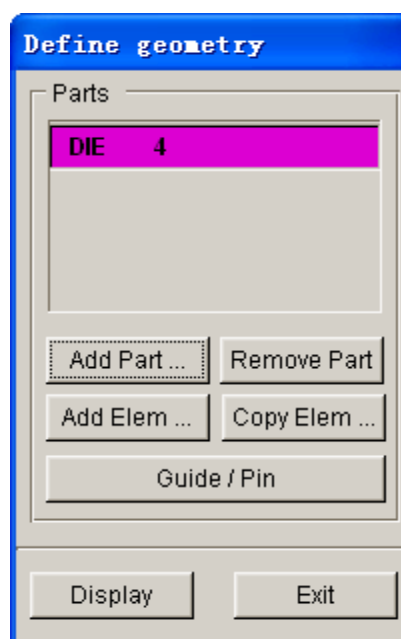 Define geometry
Parts
DIE 4
Add Part ... Remove Part
Add Elem ... Copy Elem ...
Guide / Pin
Display Exit